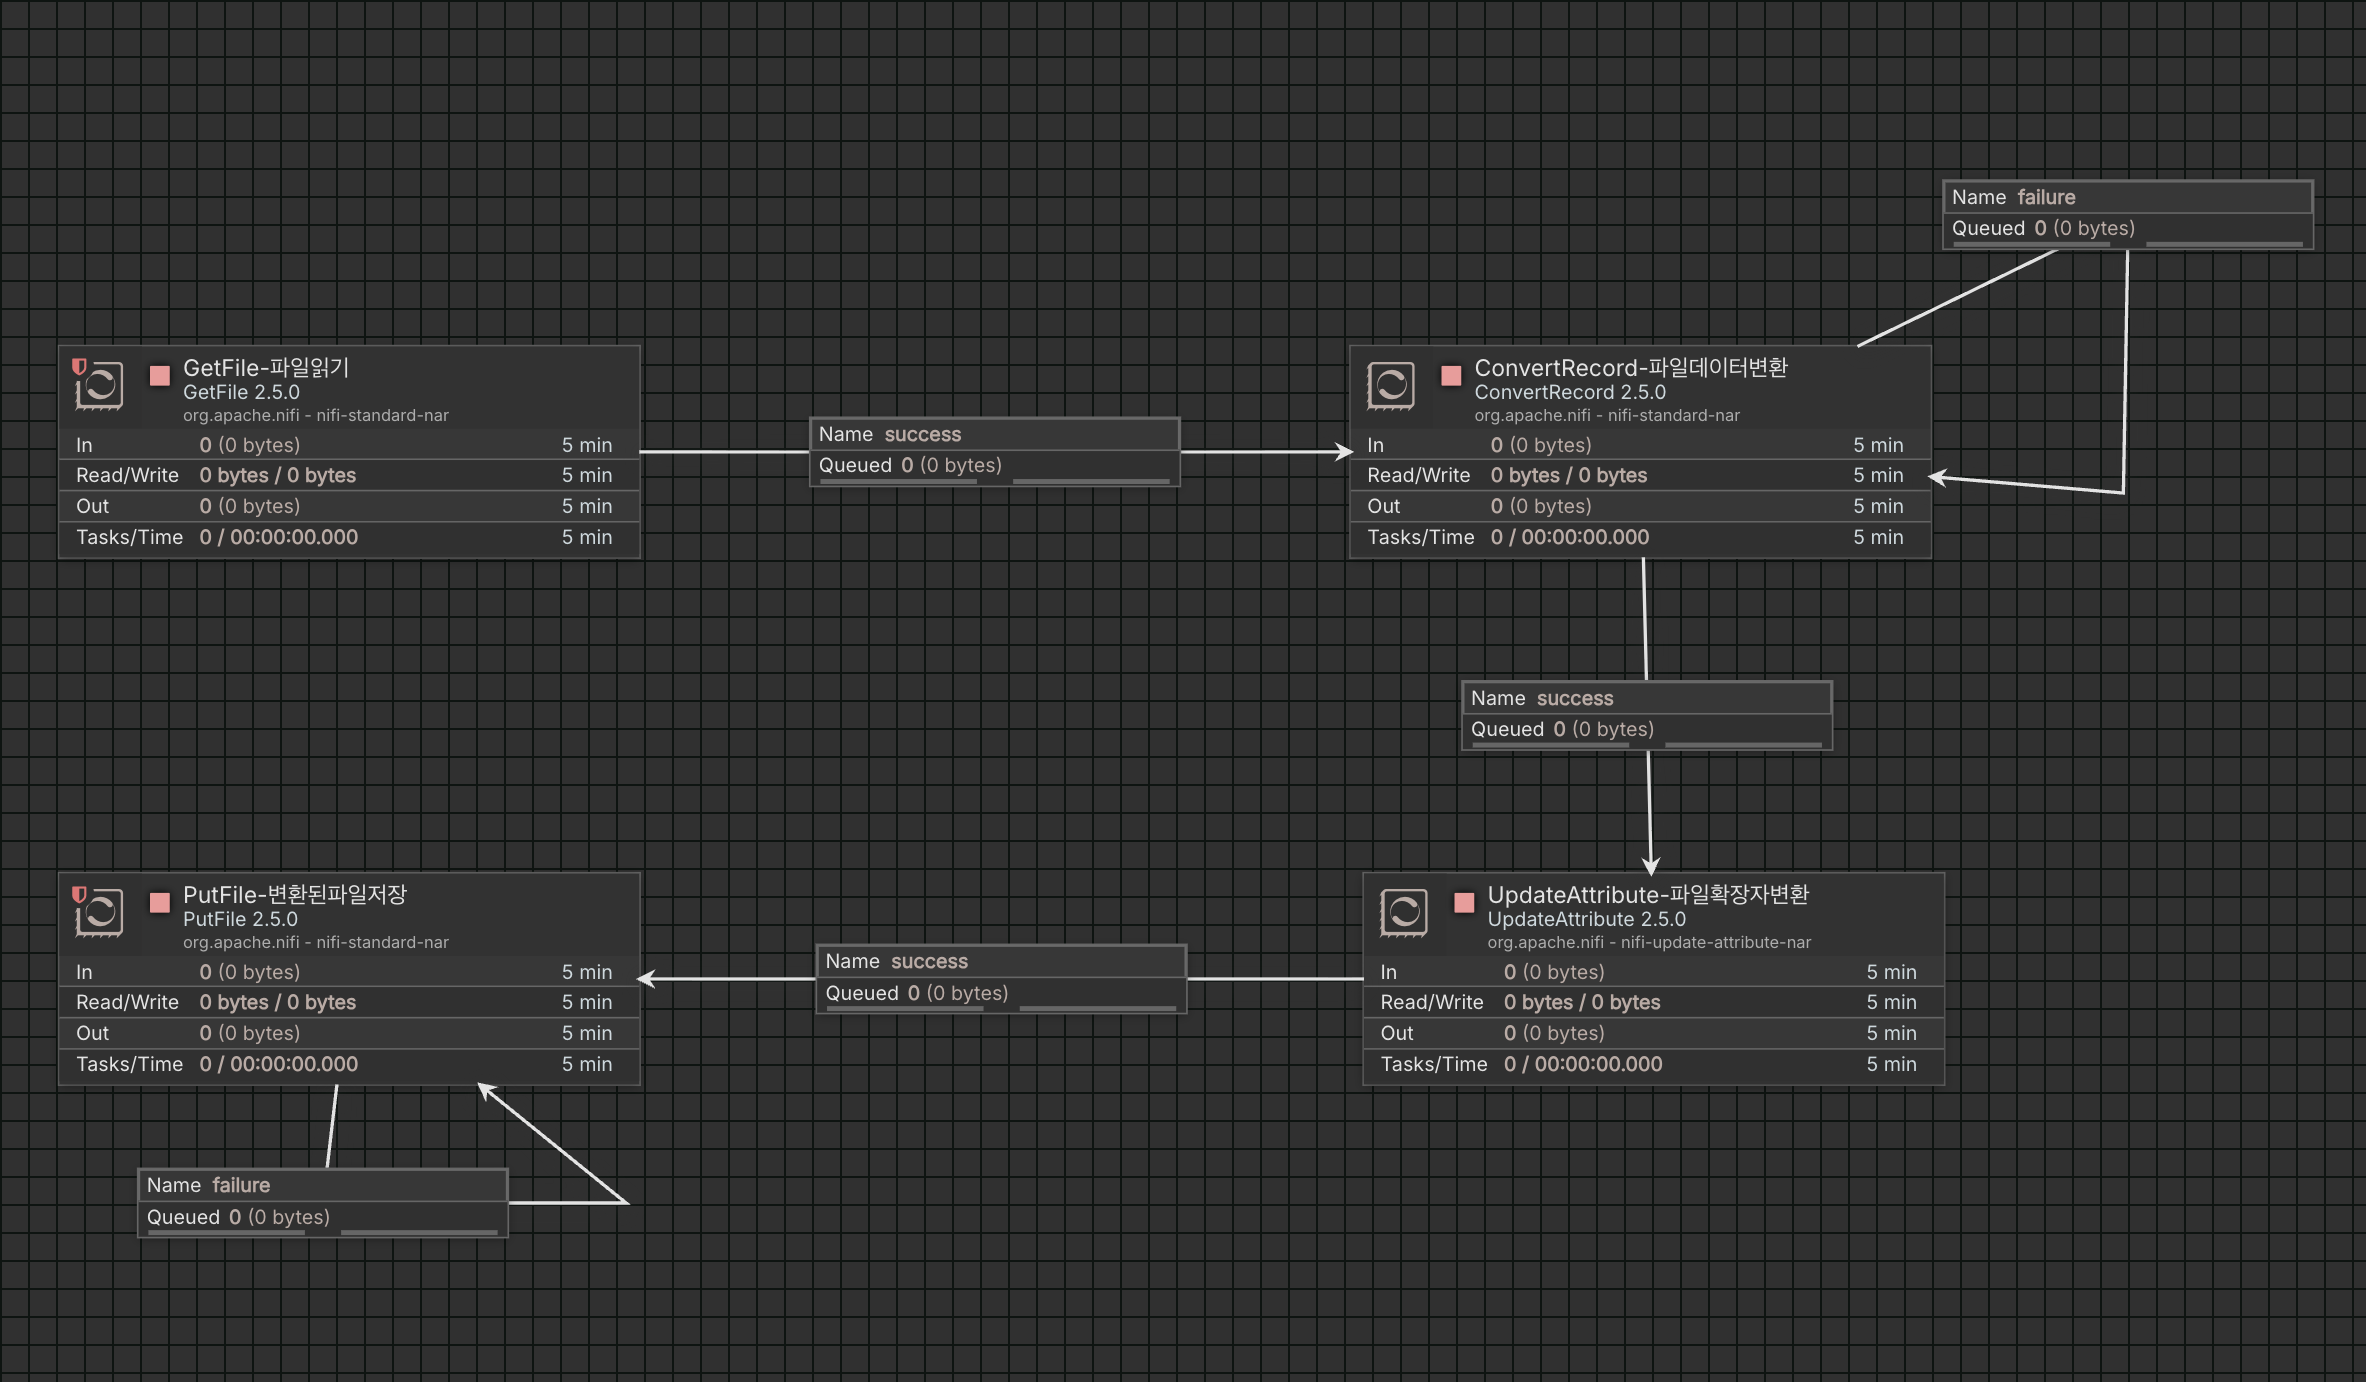 Name failure
Queued 0 (0 bytes)
GetFile-파일읽기
GetFile 2.5.0
org.apache.nifi - nifi-standard-nar
In 0 (0 bytes) 5 min
Read/Write 0 bytes / 0 bytes 5 min
Out 0 (0 bytes) 5 min
Tasks/Time 0 / 00:00:00.000 5 min
Name success
Queued 0 (0 bytes)
ConvertRecord-파일데이터변환
ConvertRecord 2.5.0
org.apache.nifi - nifi-standard-nar
In 0 (0 bytes) 5 min
Read/Write 0 bytes / 0 bytes 5 min
Out 0 (0 bytes) 5 min
Tasks/Time 0 / 00:00:00.000 5 min
Name success
Queued 0 (0 bytes)
PutFile-변환된파일저장
PutFile 2.5.0
org.apache.nifi - nifi-standard-nar
In 0 (0 bytes) 5 min
Read/Write 0 bytes / 0 bytes 5 min
Out 0 (0 bytes) 5 min
Tasks/Time 0 / 00:00:00.000 5 min
Name success
Queued 0 (0 bytes)
UpdateAttribute-파일확장자변환
UpdateAttribute 2.5.0
org.apache.nifi - nifi-update-attribute-nar
In 0 (0 bytes) 5 min
Read/Write 0 bytes / 0 bytes 5 min
Out 0 (0 bytes) 5 min
Tasks/Time 0 / 00:00:00.000 5 min
Name failure
Queued 0 (0 bytes)